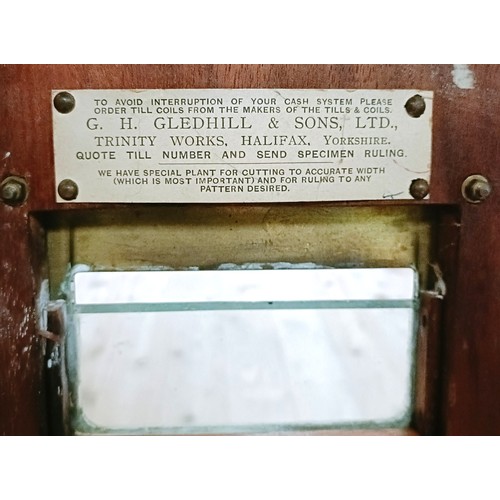 TO AVOID INTERRUPTION OF YOUR CASH SYSTEM PLEASE
ORDER TILL COILS FROM THE MAKERS OF THE TILLS & COILS.
G. H. GLEDHILL & SONS, LTD.,
TRINITY WORKS, HALIFAX, YORKSHIRE.
QUOTE TILL NUMBER AND SEND SPECIMEN RULING.
WE HAVE SPECIAL PLANT FOR CUTTING TO ACCURATE WIDTH
(WHICH IS MOST IMPORTANT) AND FOR RULING TO ANY
PATTERN DESIRED.